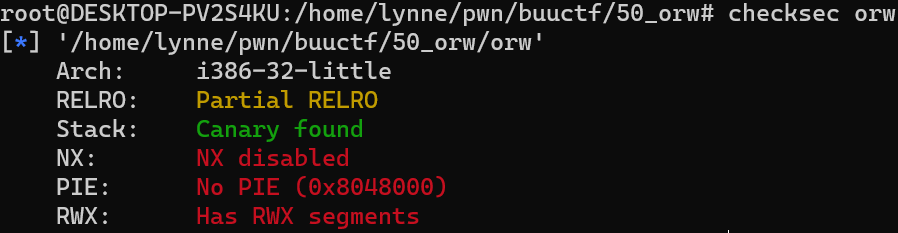 root@DESKTOP-PV2S4KU:/home/lynne/pwn/buuctf/50_orw# checksec orw
[*] '/home/lynne/pwn/buuctf/50_orw/orw'
    Arch:     i386-32-little
    RELRO:    Partial RELRO
    Stack:    Canary found
    NX:       NX disabled
    PIE:      No PIE (0x8048000)
    RWX:      Has RWX segments